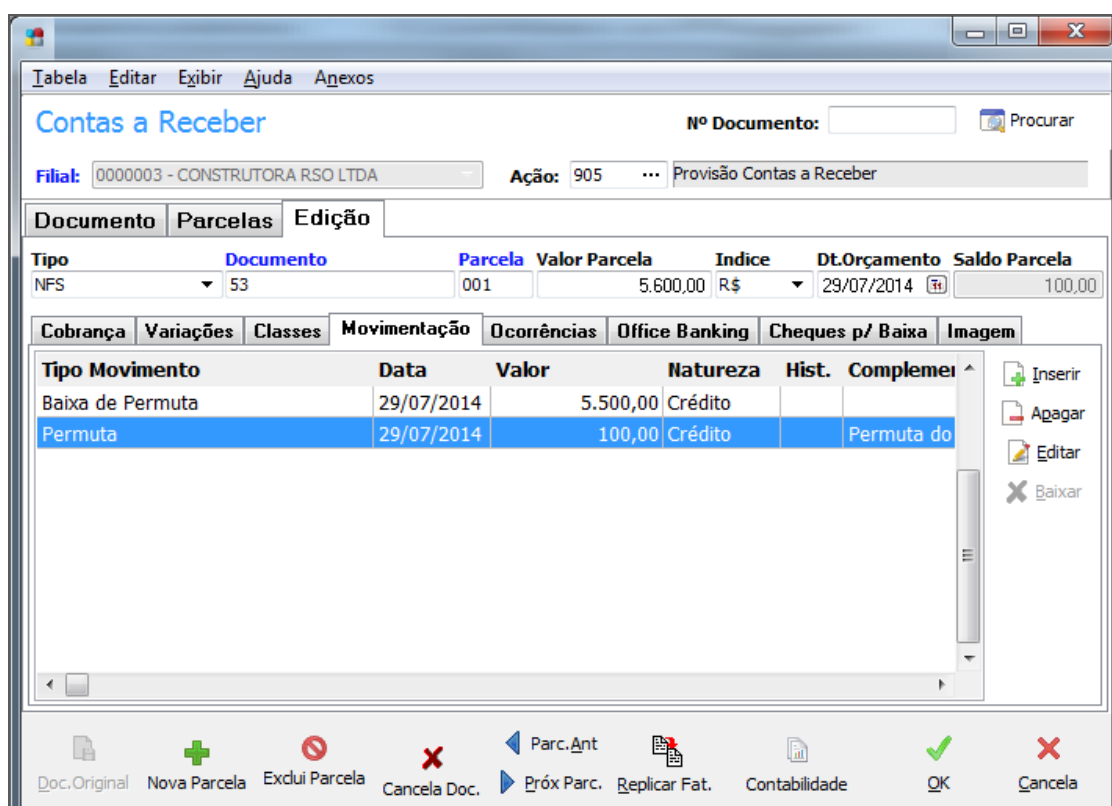 Tabela Editar Exibir Ajuda Anexos
Contas a Receber Nº Documento: Procurar
Filial: 0000003 - CONSTRUTORA RSO LTDA Ação: 905 ... Provisão Contas a Receber
Documento Parcelas Edição
Tipo Documento Parcela Valor Parcela Indice Dt.Orçamento Saldo Parcela
NFS 53 001 5.600,00 R$ 29/07/2014 100,00
Cobrança Variações Classes Movimentação Ocorrências Office Banking Cheques p/ Baixa Imagem
Tipo Movimento Data Valor Natureza Hist. Complemen
Baixa de Permuta 29/07/2014 5.500,00 Crédito
Permuta 29/07/2014 100,00 Crédito Permuta do
Inserir
Apagar
Editar
Baixar
Doc.Original Nova Parcela Exclui Parcela Cancela Doc. Parc.Ant Próx Parc. Replicar Fat. Contabilidade OK Cancela